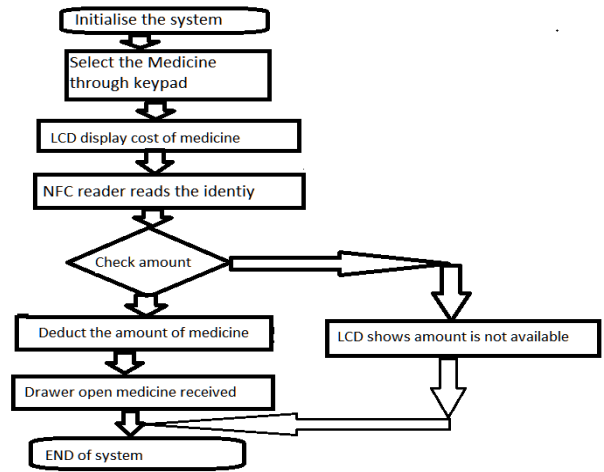 Initialise the system
Select the Medicine
through keypad
LCD display cost of medicine
NFC reader reads the identiy
Check amount
Deduct the amount of medicine
LCD shows amount is not available
Drawer open medicine received
END of system